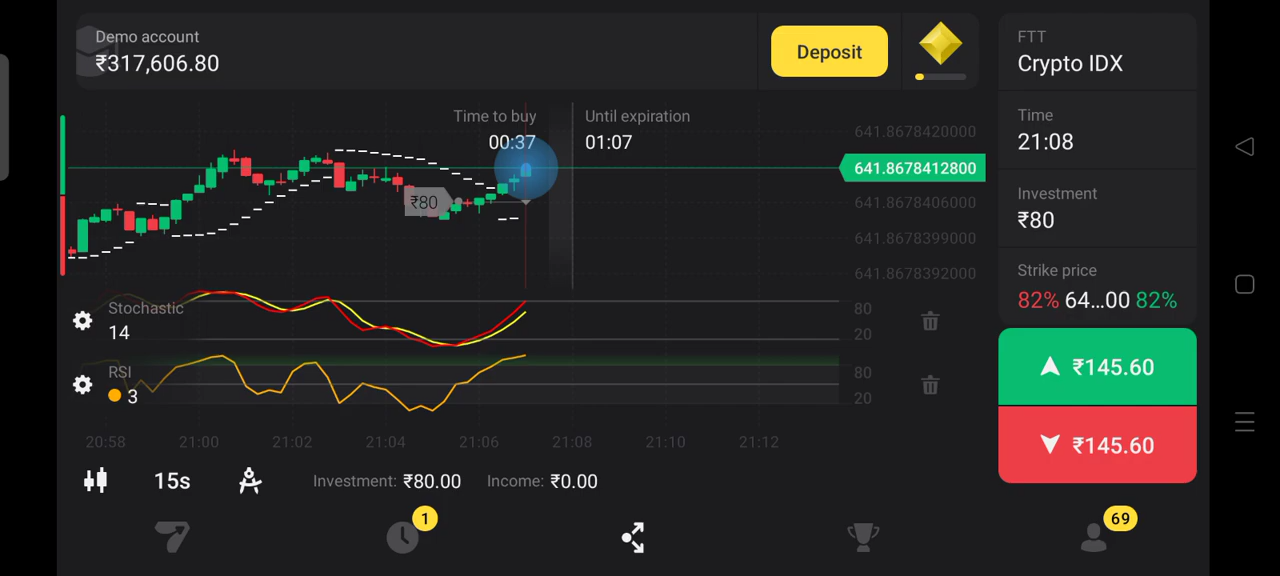 Demo account
₹317,606.80
Deposit
FTT
Crypto IDX
Time
21:08
Investment
₹80
Strike price
82% 64...00 82%
₹145.60
₹145.60
Time to buy
00:37
Until expiration
01:07
641.8678420000
641.8678412800
641.8678406000
641.8678399000
641.8678392000
₹80
Stochastic
14
80
20
RSI
3
80
20
20:58 21:00 21:02 21:04 21:06 21:08 21:10 21:12
15s
Investment: ₹80.00 Income: ₹0.00
1
69